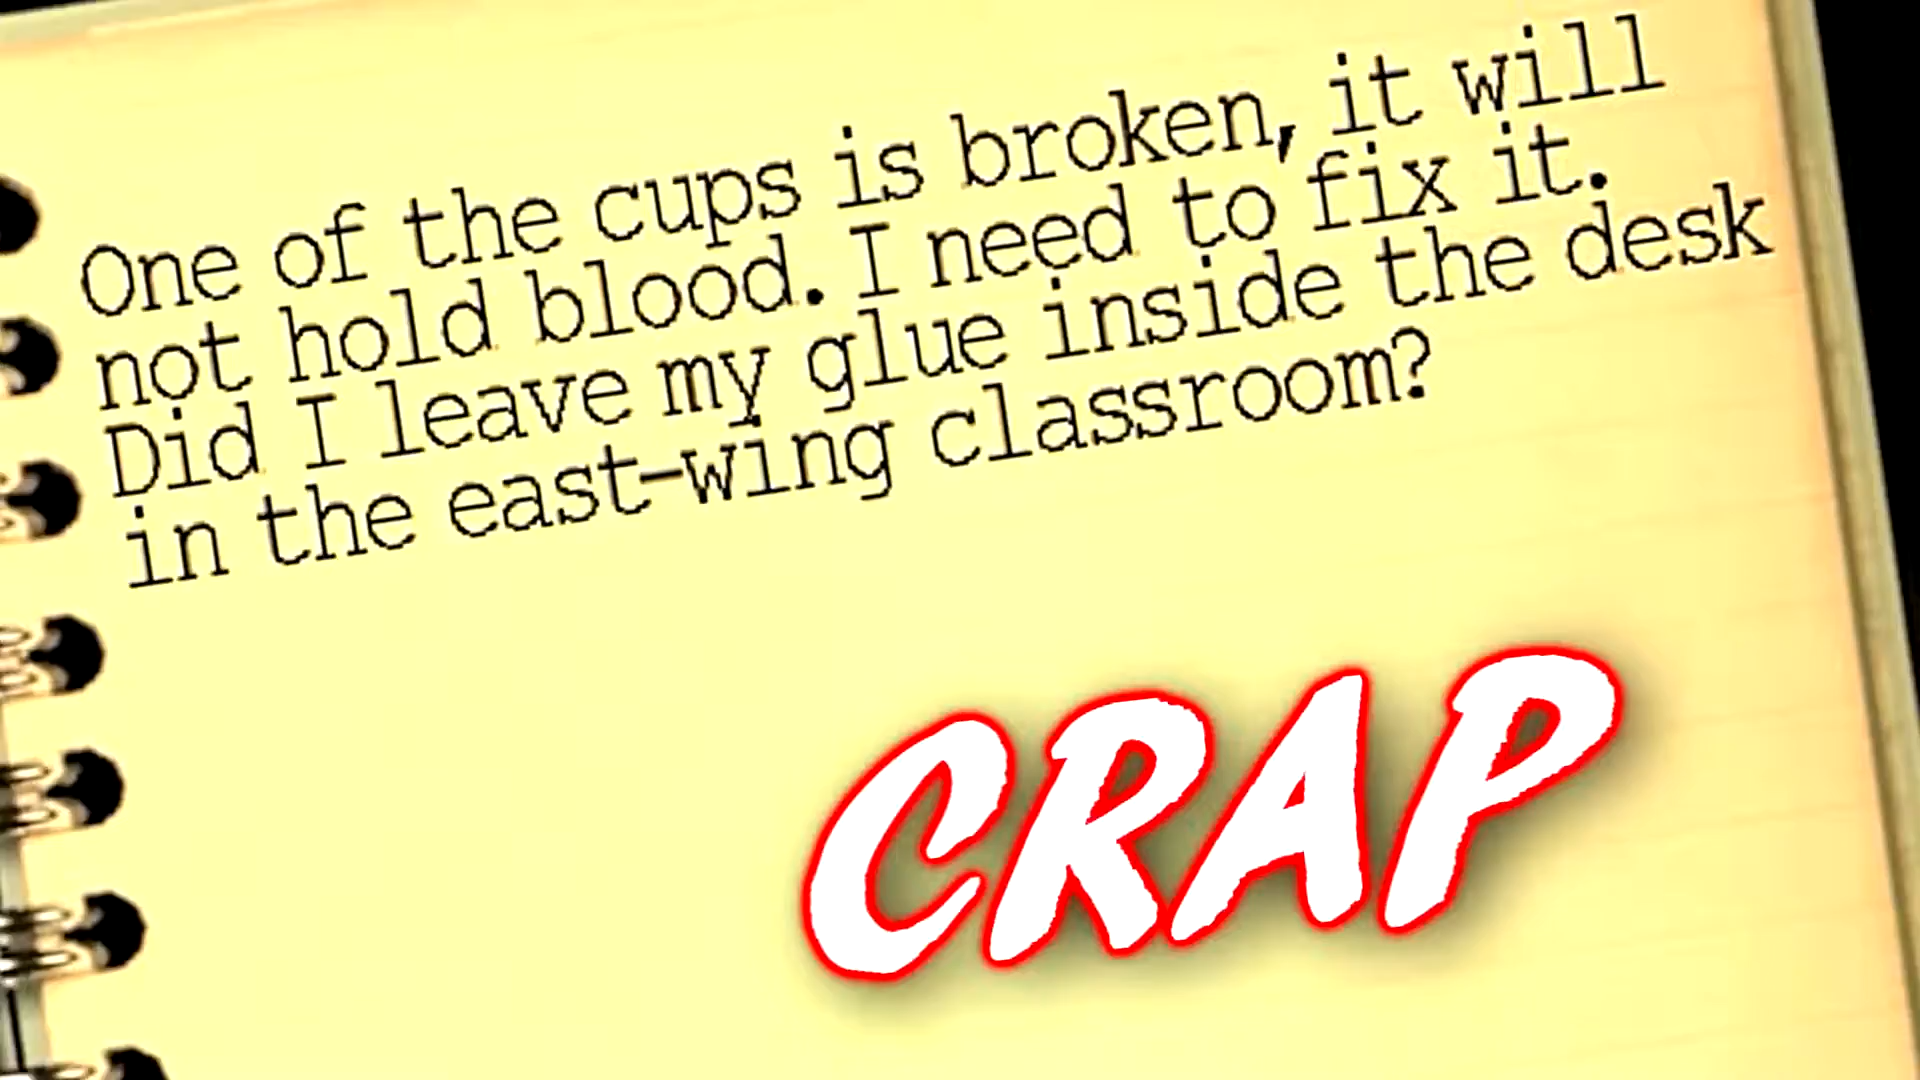 One of the cups is broken, it will
not hold blood. I need to fix it.
Did I leave my glue inside the desk
in the east-wing classroom?
CRAP